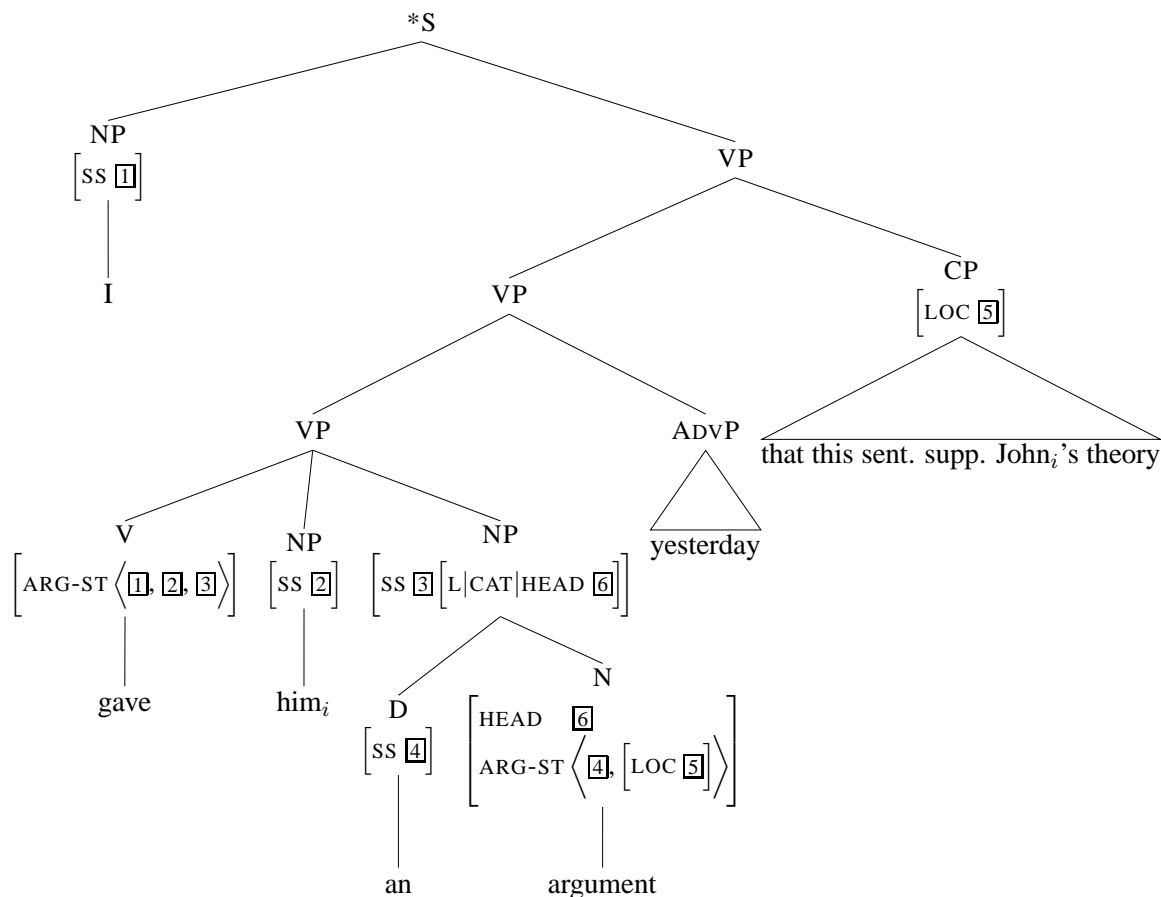 *S
NP
[SS 1]
VP
I
VP
CP
[LOC 5]
VP
ADVP
that this sent. supp. Johni's theory
V
[ARG-ST ⟨1, 2, 3⟩]
NP
[SS 2]
NP
[SS 3 [L|CAT|HEAD 6]]
yesterday
gave
himi
D
[SS 4]
N
[HEAD 6
ARG-ST ⟨4, [LOC 5]⟩]
an
argument